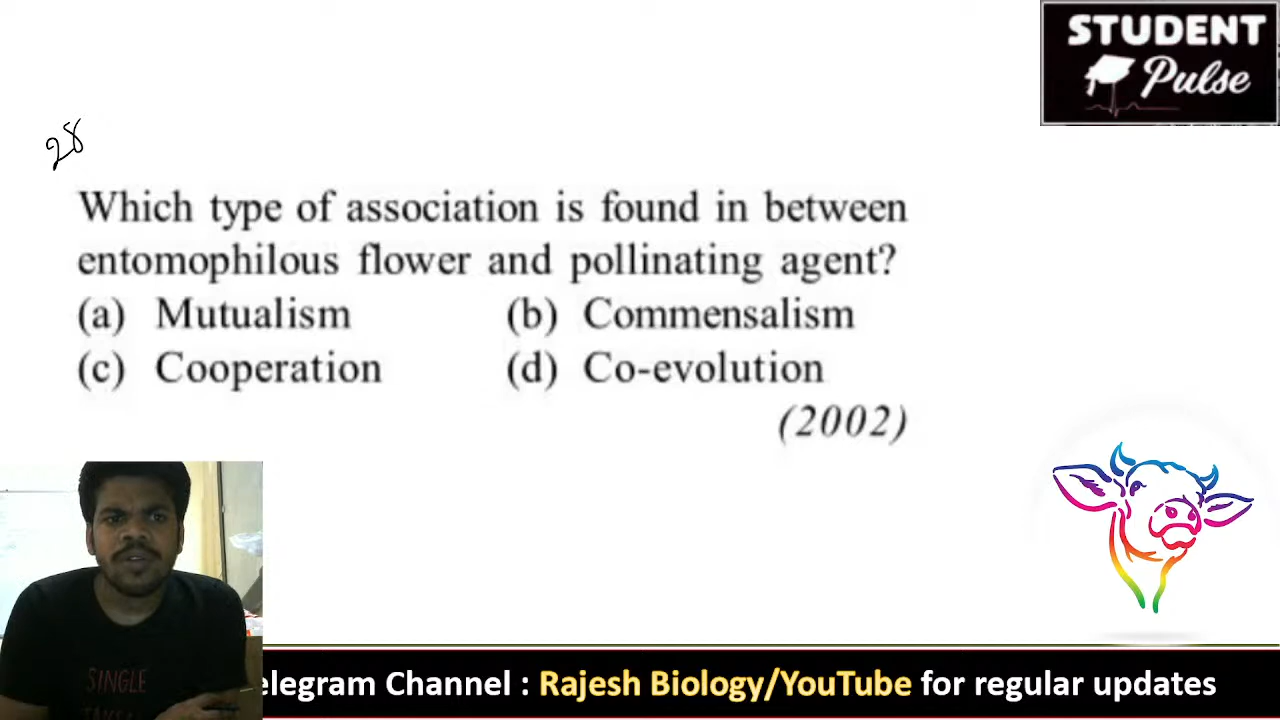 STUDENT
Pulse
28
Which type of association is found in between
entomophilous flower and pollinating agent?
(a) Mutualism (b) Commensalism
(c) Cooperation (d) Co-evolution
(2002)
SINGLE
elegram Channel : Rajesh Biology/YouTube for regular updates